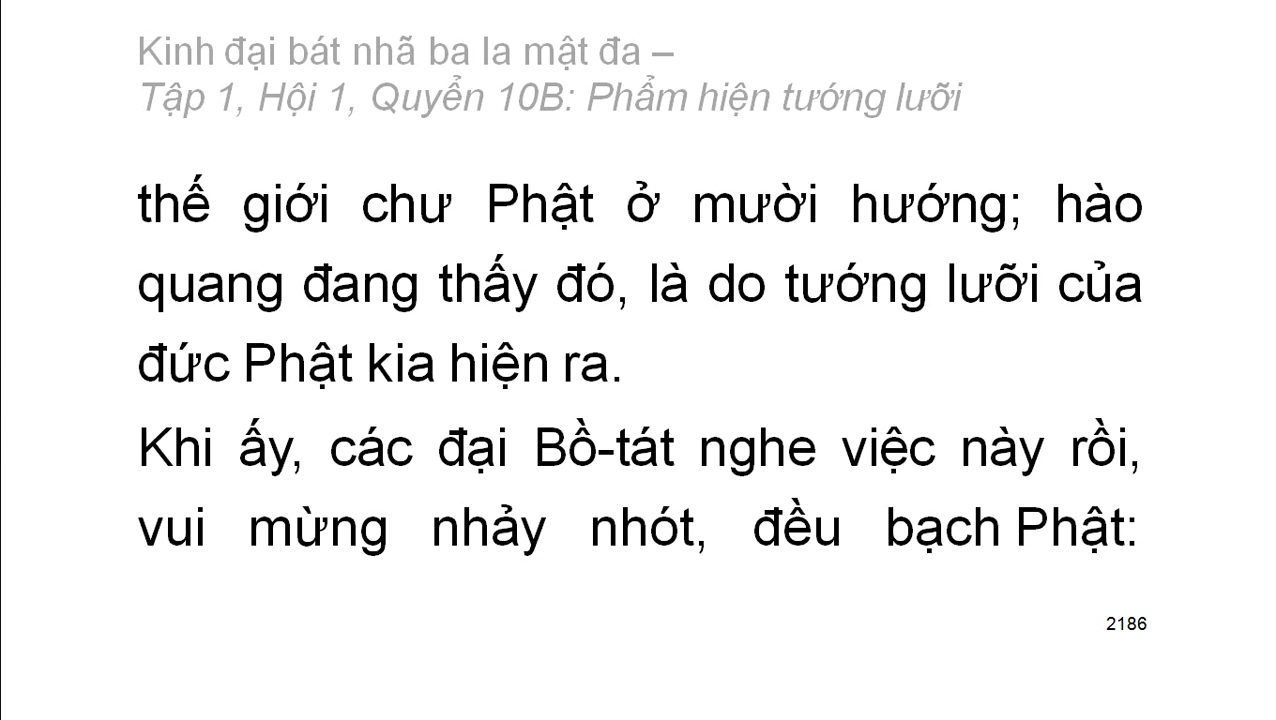 Kinh đại bát nhã ba la mật đa –
Tập 1, Hội 1, Quyển 10B: Phẩm hiện tướng lưỡi
thế giới chư Phật ở mười hướng; hào
quang đang thấy đó, là do tướng lưỡi của
đức Phật kia hiện ra.
Khi ấy, các đại Bồ-tát nghe việc này rồi,
vui mừng nhảy nhót, đều bạch Phật:
2186